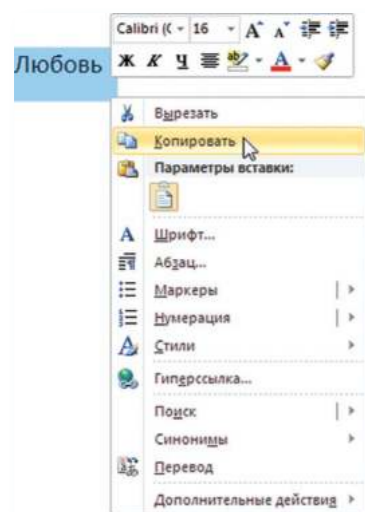 Calibri (С 16 А А
Любовь Ж К Ч А
Вырезать
Копировать
Параметры вставки:
Шрифт...
Абзац...
Маркеры
Нумерация
Стили
Гиперссылка...
Поиск
Синонимы
Перевод
Дополнительные действия